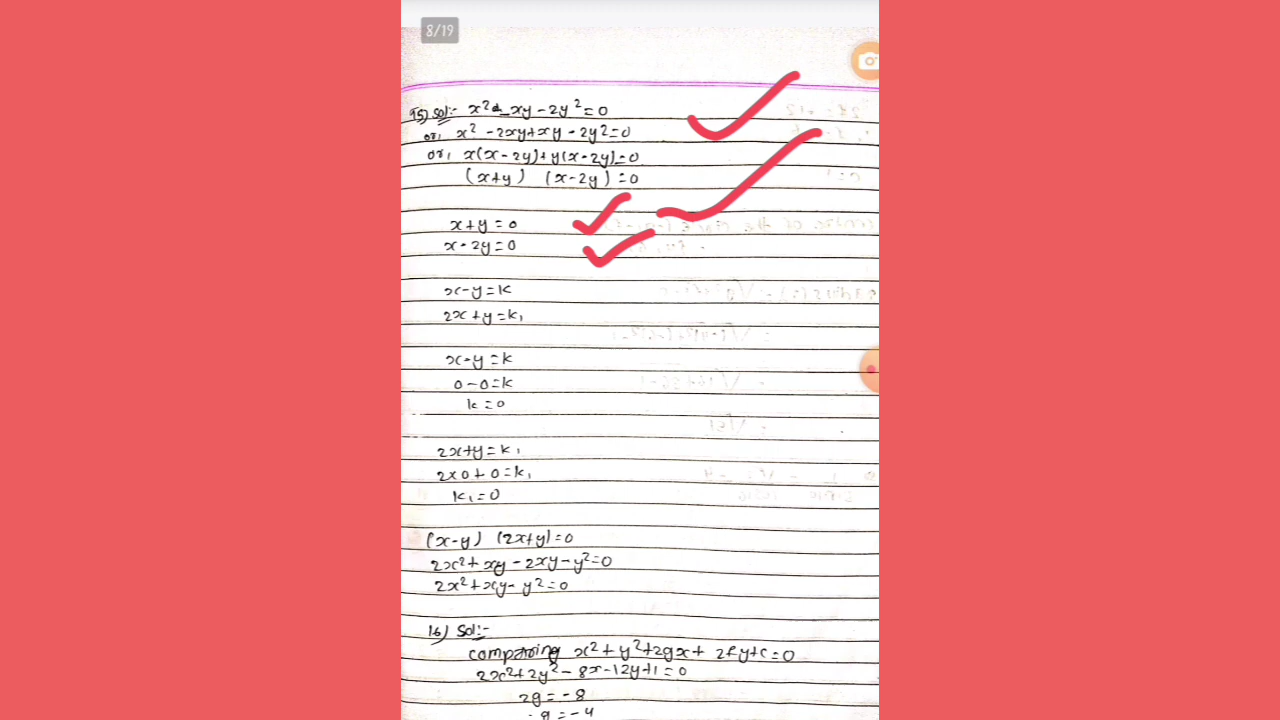 8/19
15) Sol:- x² - xy - 2y² = 0
or, x² - 2xy + xy - 2y² = 0
or, x(x - 2y) + y(x - 2y) = 0
(x+y) (x-2y) = 0
x + y = 0
x - 2y = 0
x - y = k
2x + y = k₁
x - y = k
0 - 0 = k
k = 0
2x + y = k₁
2x0 + 0 = k₁
k₁ = 0
(x-y) (2x+y) = 0
2x² + xy - 2xy - y² = 0
2x² + xy - y² = 0
16) Sol:-
comparing x² + y² + 2gx + 2fy + c = 0
2x² + 2y² - 8x - 12y + 1 = 0
2g = -8
g = -4